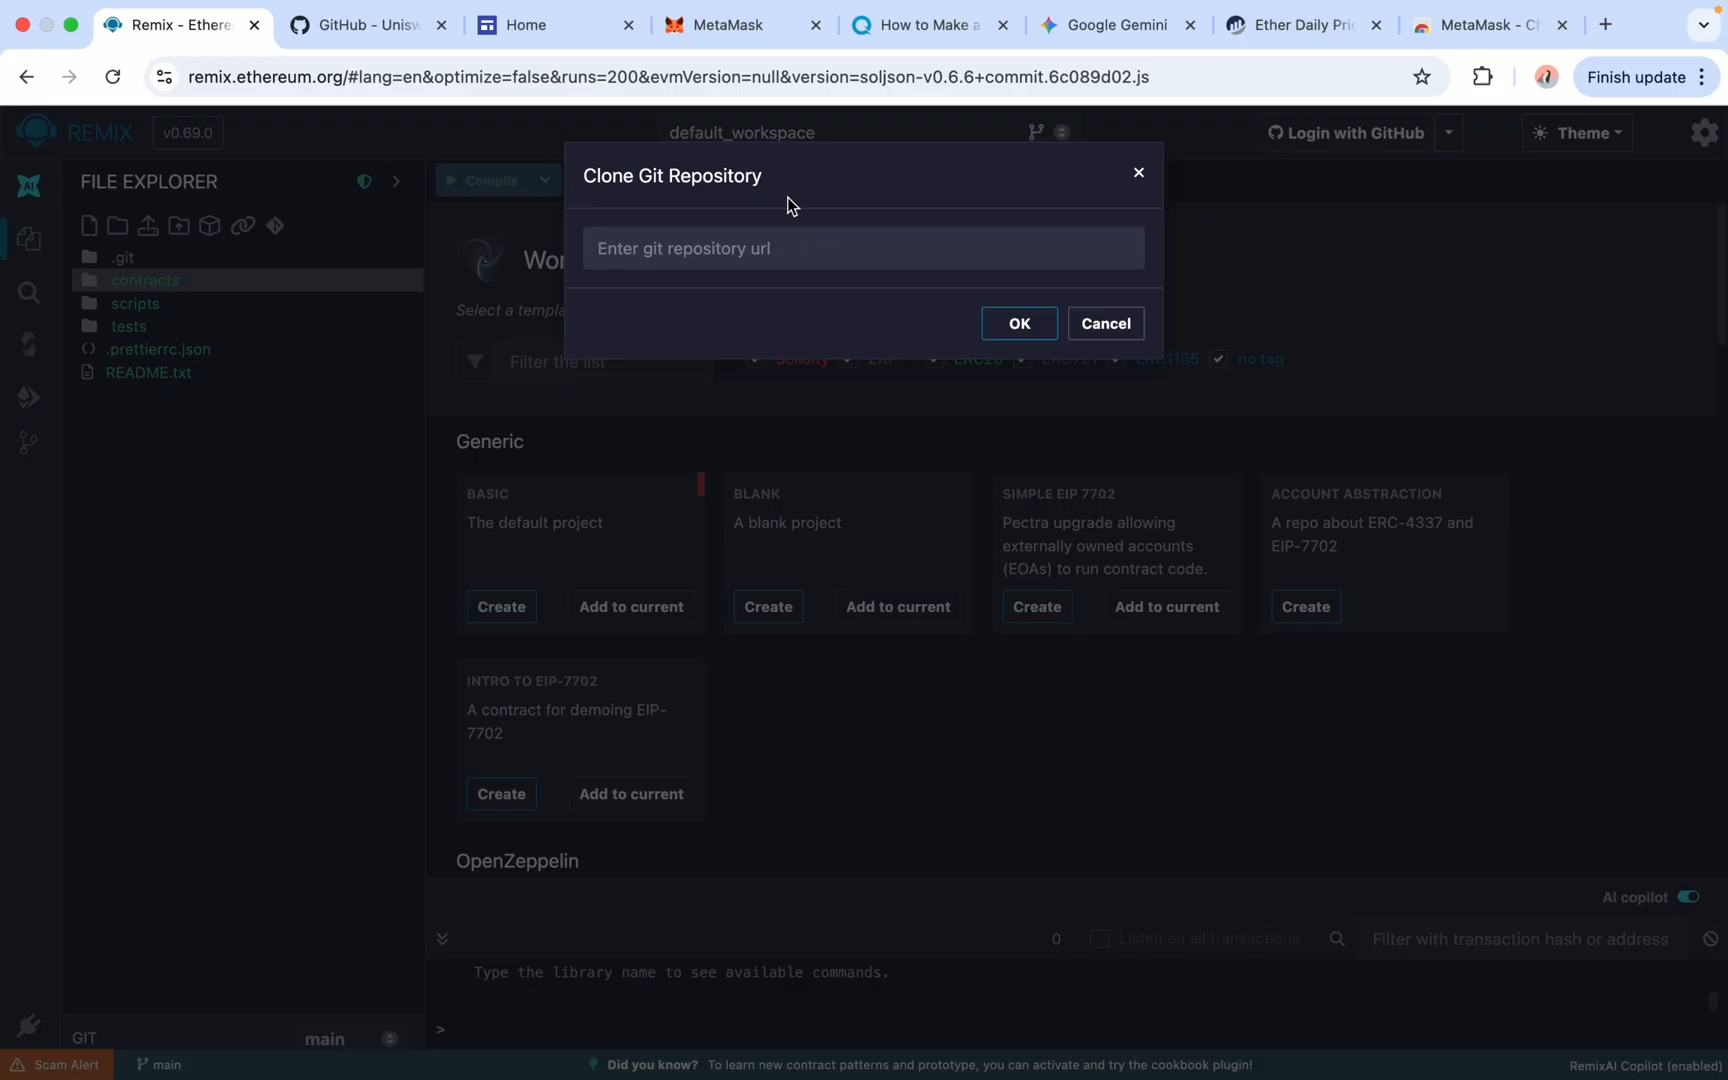 Remix - Ethere
GitHub - Unisw
Home
MetaMask
How to Make a
Google Gemini
Ether Daily Pric
MetaMask - Ch
remix.ethereum.org/#lang=en&optimize=false&runs=200&evmVersion=null&version=soljson-v0.6.6+commit.6c089d02.js
Finish update
REMIX
v0.69.0
default_workspace
Login with GitHub
Theme
FILE EXPLORER
Compile
Clone Git Repository
Enter git repository url
OK
Cancel
.git
contracts
scripts
tests
.prettierrc.json
README.txt
Wor
Select a templa
Filter the list
Solidity
ERC20
ERC721
ERC1155
no tag
Generic
BASIC
The default project
Create
Add to current
BLANK
A blank project
Create
Add to current
SIMPLE EIP 7702
Pectra upgrade allowing
externally owned accounts
(EOAs) to run contract code.
Create
Add to current
ACCOUNT ABSTRACTION
A repo about ERC-4337 and
EIP-7702
Create
INTRO TO EIP-7702
A contract for demoing EIP-
7702
Create
Add to current
OpenZeppelin
AI copilot
0
Listen on all transactions
Filter with transaction hash or address
Type the library name to see available commands.
>
GIT
main
Scam Alert
main
Did you know? To learn new contract patterns and prototype, you can activate and try the cookbook plugin!
RemixAI Copilot (enabled)